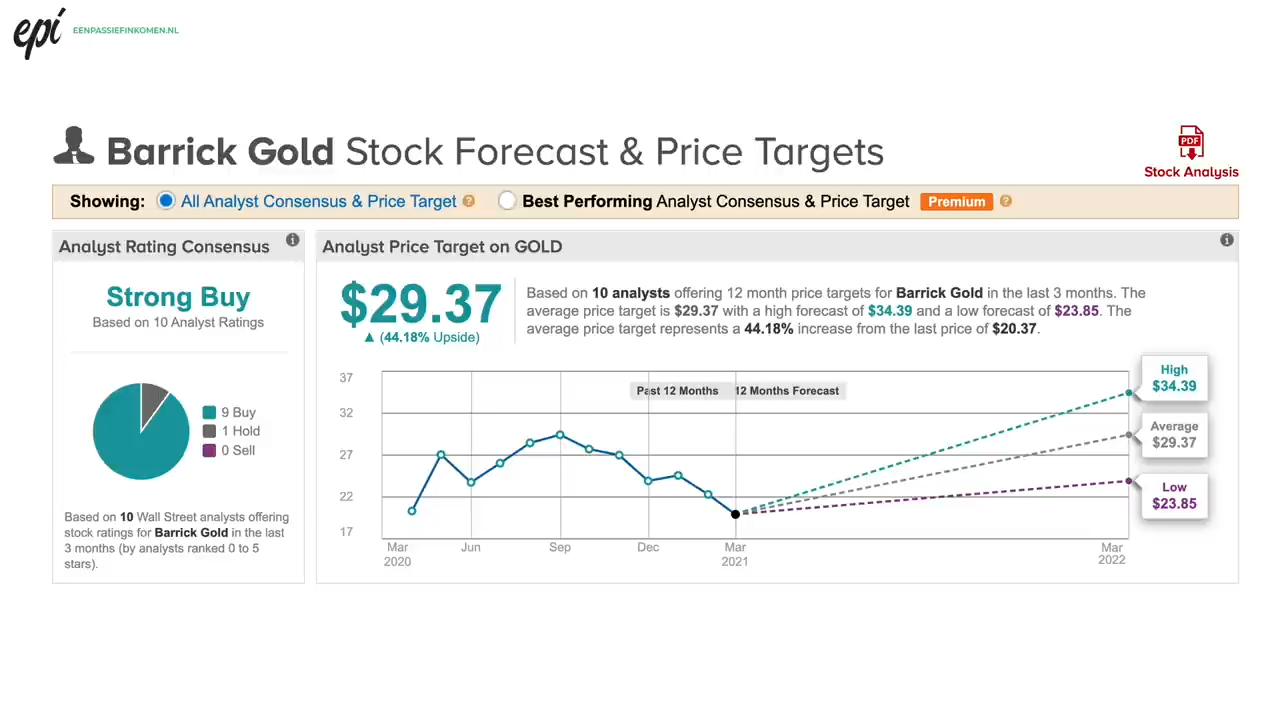 epi EENPASSIEFINKOMEN.NL
Barrick Gold Stock Forecast & Price Targets
PDF
Stock Analysis
Showing: All Analyst Consensus & Price Target ? Best Performing Analyst Consensus & Price Target Premium ?
Analyst Rating Consensus i
Strong Buy
Based on 10 Analyst Ratings
9 Buy
1 Hold
0 Sell
Based on 10 Wall Street analysts offering
stock ratings for Barrick Gold in the last
3 months (by analysts ranked 0 to 5
stars).
Analyst Price Target on GOLD i
$29.37
▲ (44.18% Upside)
Based on 10 analysts offering 12 month price targets for Barrick Gold in the last 3 months. The
average price target is $29.37 with a high forecast of $34.39 and a low forecast of $23.85. The
average price target represents a 44.18% increase from the last price of $20.37.
37
32
27
22
17
Past 12 Months 12 Months Forecast
High
$34.39
Average
$29.37
Low
$23.85
Mar Jun Sep Dec Mar Mar
2020 2021 2022